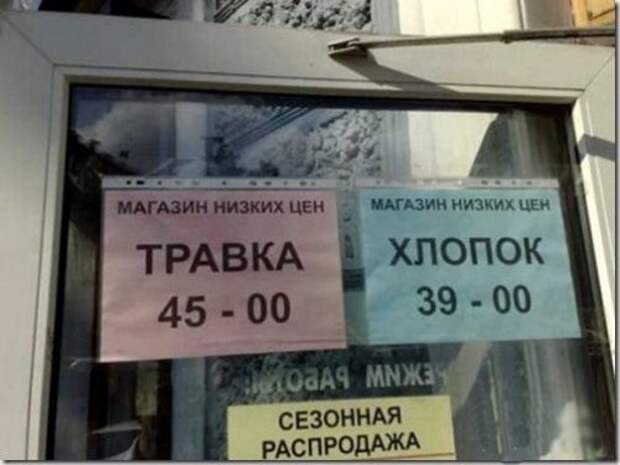 МАГАЗИН НИЗКИХ ЦЕН
ТРАВКА
45 - 00
МАГАЗИН НИЗКИХ ЦЕН
ХЛОПОК
39 - 00
РЕЖИМ РАБОТЫ:
СЕЗОННАЯ
РАСПРОДАЖА